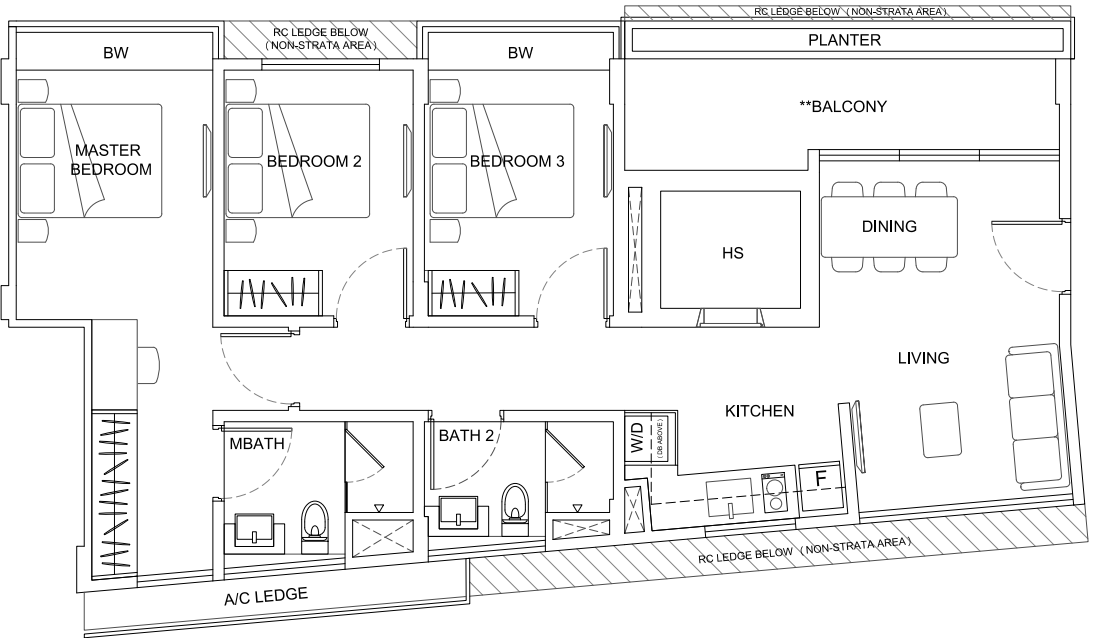 RC LEDGE BELOW (NON-STRATA AREA)
RC LEDGE BELOW
(NON-STRATA AREA)
BW
BW
PLANTER
**BALCONY
MASTER
BEDROOM
BEDROOM 2
BEDROOM 3
DINING
HS
LIVING
KITCHEN
MBATH
BATH 2
W/D
(DB ABOVE)
F
RC LEDGE BELOW (NON-STRATA AREA)
A/C LEDGE